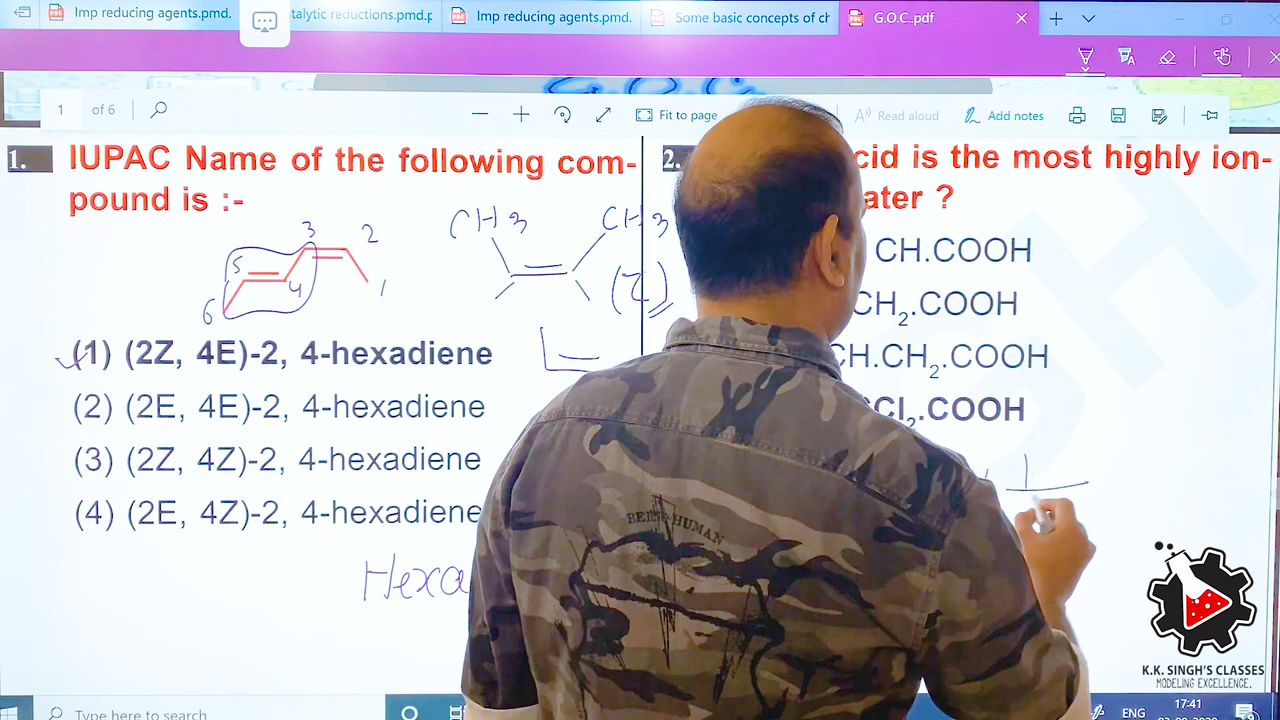 Imp reducing agents.pmd.
talytic reductions.pmd.p
Imp reducing agents.pmd.
Some basic concepts of ch
G.O.C..pdf
G.O.C.
1 of 6
Fit to page
Read aloud
Add notes
1. IUPAC Name of the following com-
pound is :-
3
2
5
4
1
6
CH3
CH3
(Z)
(1) (2Z, 4E)-2, 4-hexadiene
(2) (2E, 4E)-2, 4-hexadiene
(3) (2Z, 4Z)-2, 4-hexadiene
(4) (2E, 4Z)-2, 4-hexadiene
Hexa
2. cid is the most highly ion-
ater ?
CH.COOH
CH2.COOH
CH.CH2.COOH
CCl2.COOH
BEING HUMAN
K.K. SINGH'S CLASSES
MODELING EXCELLENCE.
Type here to search
ENG
17:41